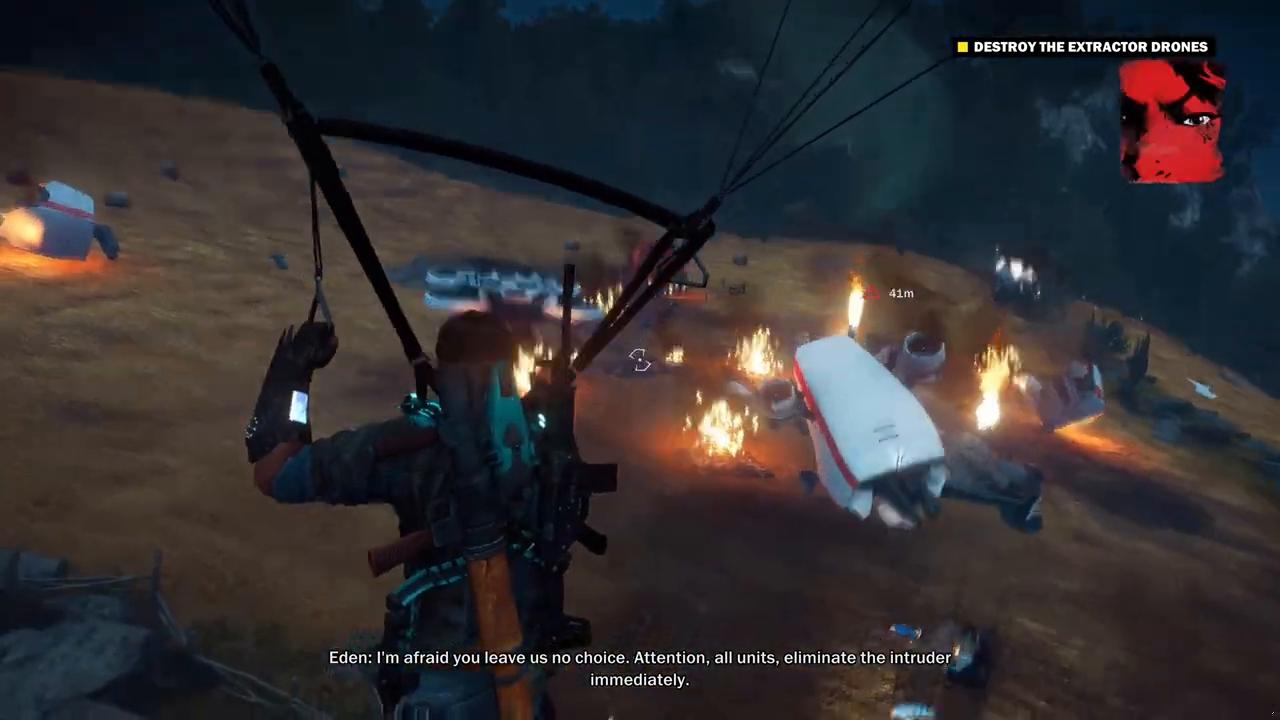 DESTROY THE EXTRACTOR DRONES
41m
Eden: I'm afraid you leave us no choice. Attention, all units, eliminate the intruder
immediately.